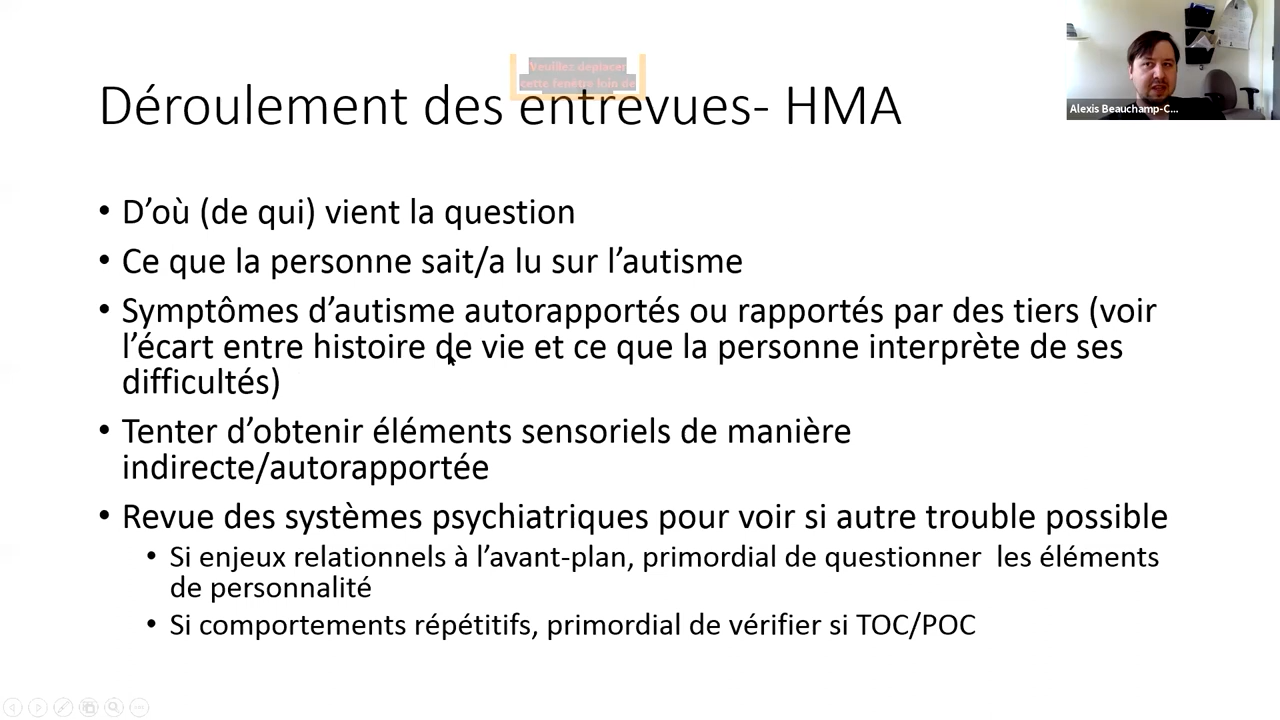 Veuillez déplacer
cette fenêtre loin de
Déroulement des entrevues- HMA
Alexis Beauchamp-C...
• D’où (de qui) vient la question
• Ce que la personne sait/a lu sur l’autisme
• Symptômes d’autisme autorapportés ou rapportés par des tiers (voir
l’écart entre histoire de vie et ce que la personne interprète de ses
difficultés)
• Tenter d’obtenir éléments sensoriels de manière
indirecte/autorapportée
• Revue des systèmes psychiatriques pour voir si autre trouble possible
• Si enjeux relationnels à l’avant-plan, primordial de questionner les éléments
de personnalité
• Si comportements répétitifs, primordial de vérifier si TOC/POC